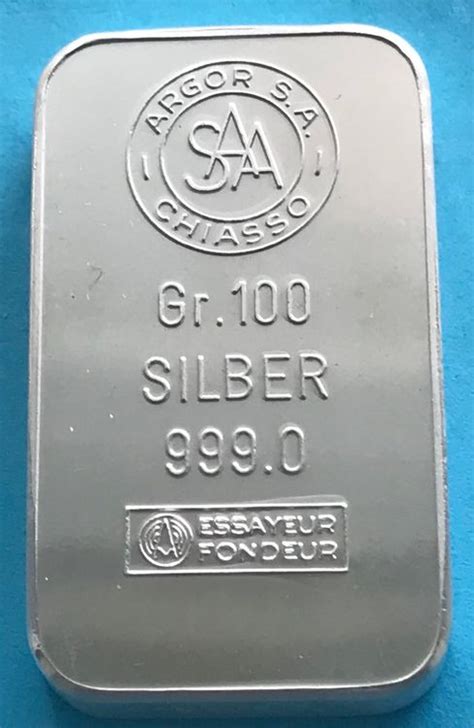 ARGOR S.A.
SAA
CHIASSO
Gr.100
SILBER
999.0
ESSAYEUR
FONDEUR